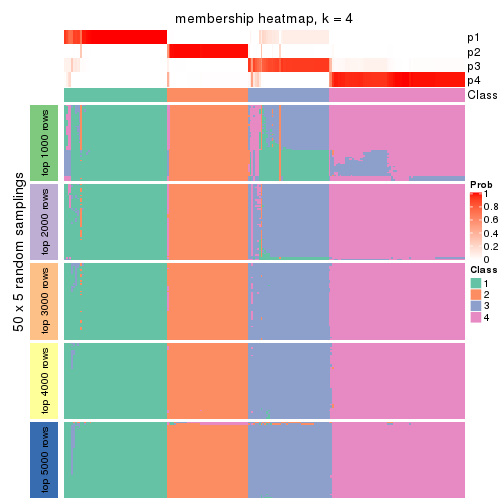 membership heatmap, k = 4
p1
p2
p3
p4
Class
50 x 5 random samplings
top 1000 rows
top 2000 rows
top 3000 rows
top 4000 rows
top 5000 rows
Prob
1
0.8
0.6
0.4
0.2
0
Class
1
2
3
4